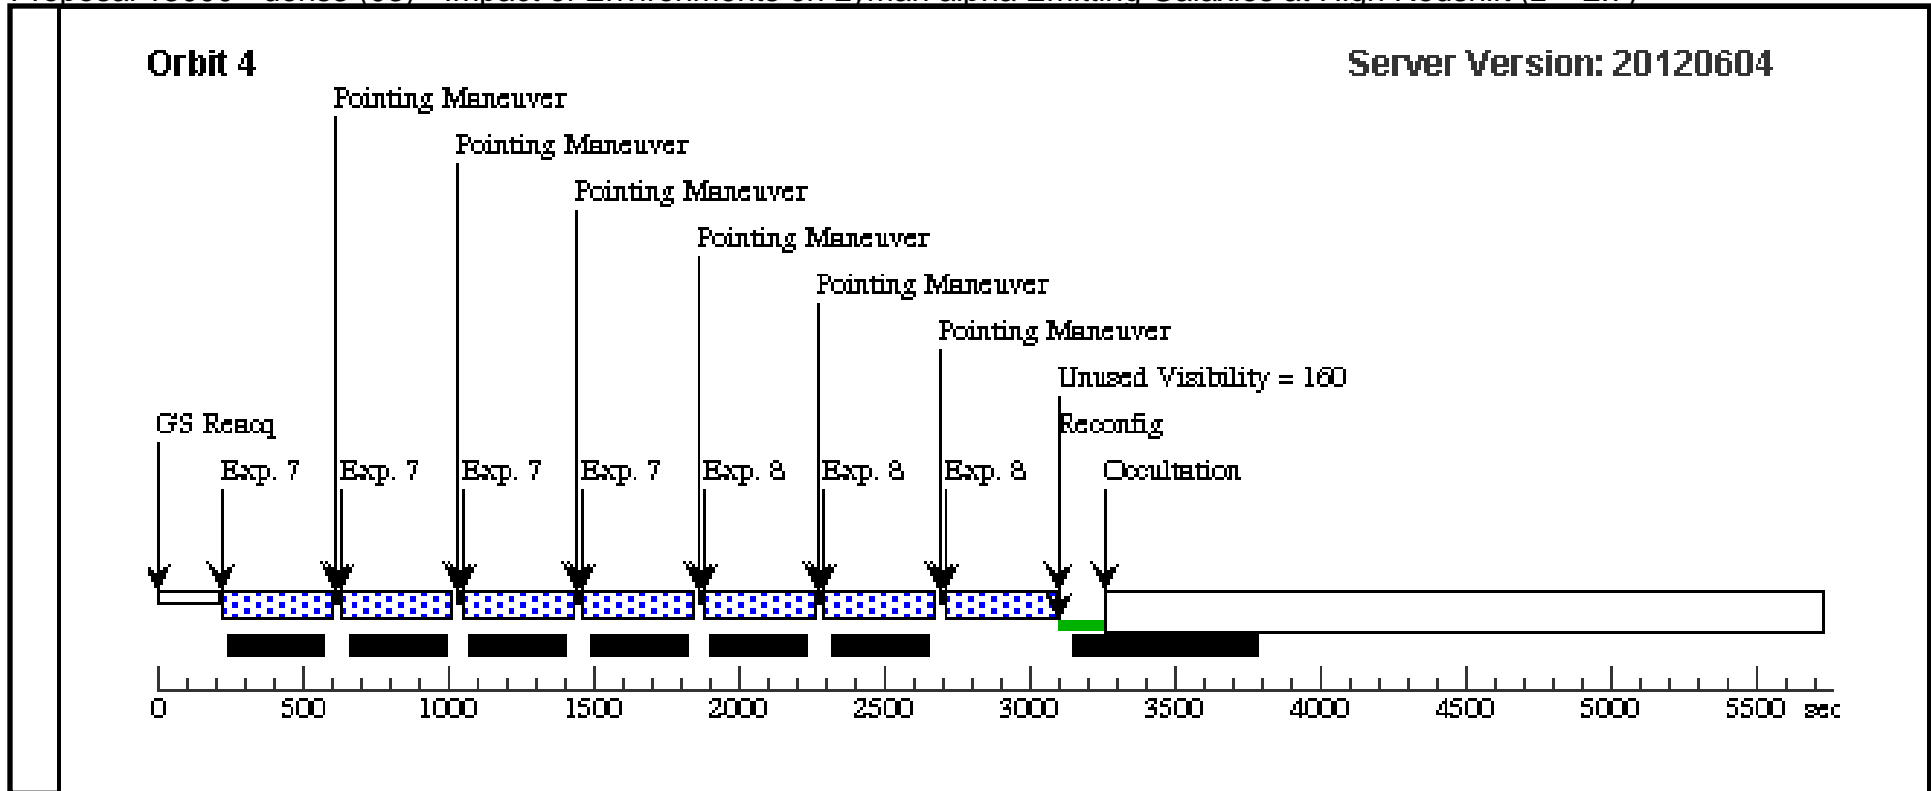 Orbit 4
Server Version: 20120604
Pointing Maneuver
Pointing Maneuver
Pointing Maneuver
Pointing Maneuver
Pointing Maneuver
Pointing Maneuver
Unused Visibility = 160
GS Reacq
Reconfig
Exp. 7
Exp. 7
Exp. 7
Exp. 7
Exp. 8
Exp. 8
Exp. 8
Occultation
0
500
1000
1500
2000
2500
3000
3500
4000
4500
5000
5500
sec